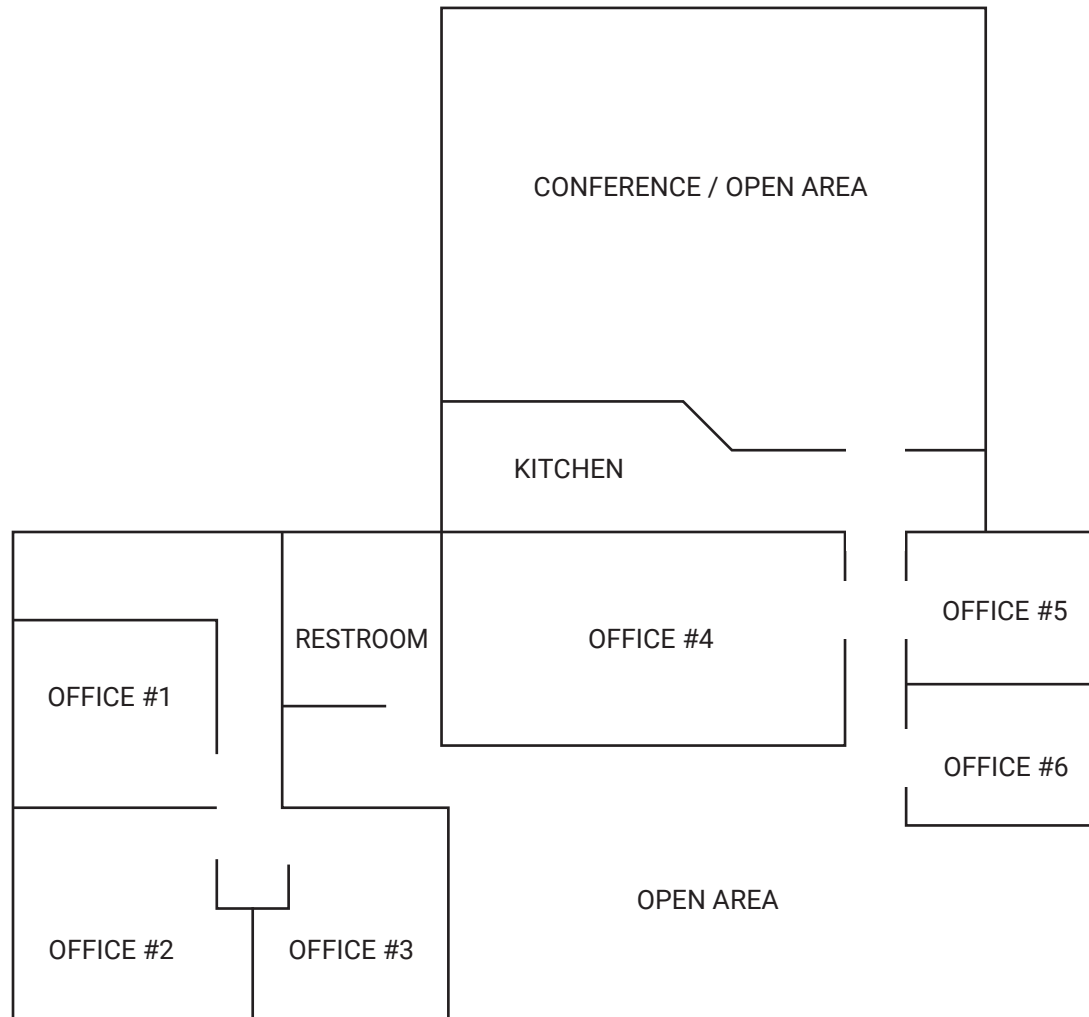 CONFERENCE / OPEN AREA
KITCHEN
OFFICE #5
RESTROOM
OFFICE #4
OFFICE #1
OFFICE #6
OPEN AREA
OFFICE #2
OFFICE #3